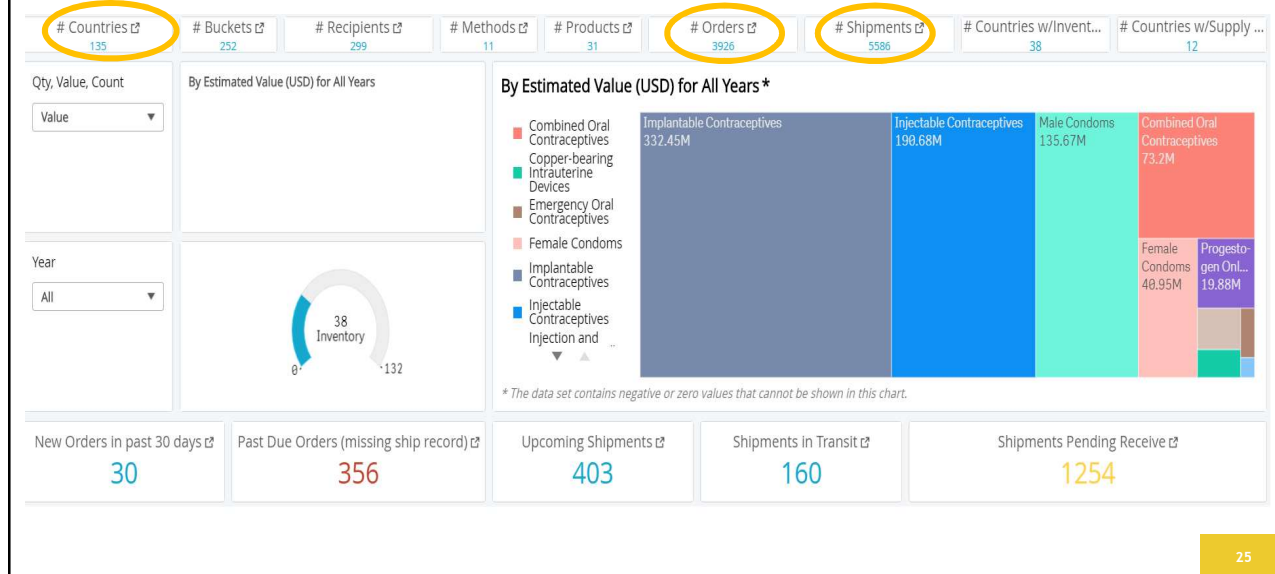 # Countries
135
# Buckets
252
# Recipients
299
# Methods
11
# Products
31
# Orders
3926
# Shipments
5586
# Countries w/Invent...
38
# Countries w/Supply ...
12
Qty, Value, Count
Value
By Estimated Value (USD) for All Years
By Estimated Value (USD) for All Years *
Combined Oral
Contraceptives
Copper-bearing
Intrauterine
Devices
Emergency Oral
Contraceptives
Female Condoms
Implantable
Contraceptives
Injectable
Contraceptives
Injection and
Implantable Contraceptives
332.45M
Injectable Contraceptives
190.68M
Male Condoms
135.67M
Combined Oral
Contraceptives
73.2M
Female
Condoms
40.95M
Progesto-
gen Onl...
19.88M
Year
All
38
Inventory
0
132
* The data set contains negative or zero values that cannot be shown in this chart.
New Orders in past 30 days
30
Past Due Orders (missing ship record)
356
Upcoming Shipments
403
Shipments in Transit
160
Shipments Pending Receive
1254
25